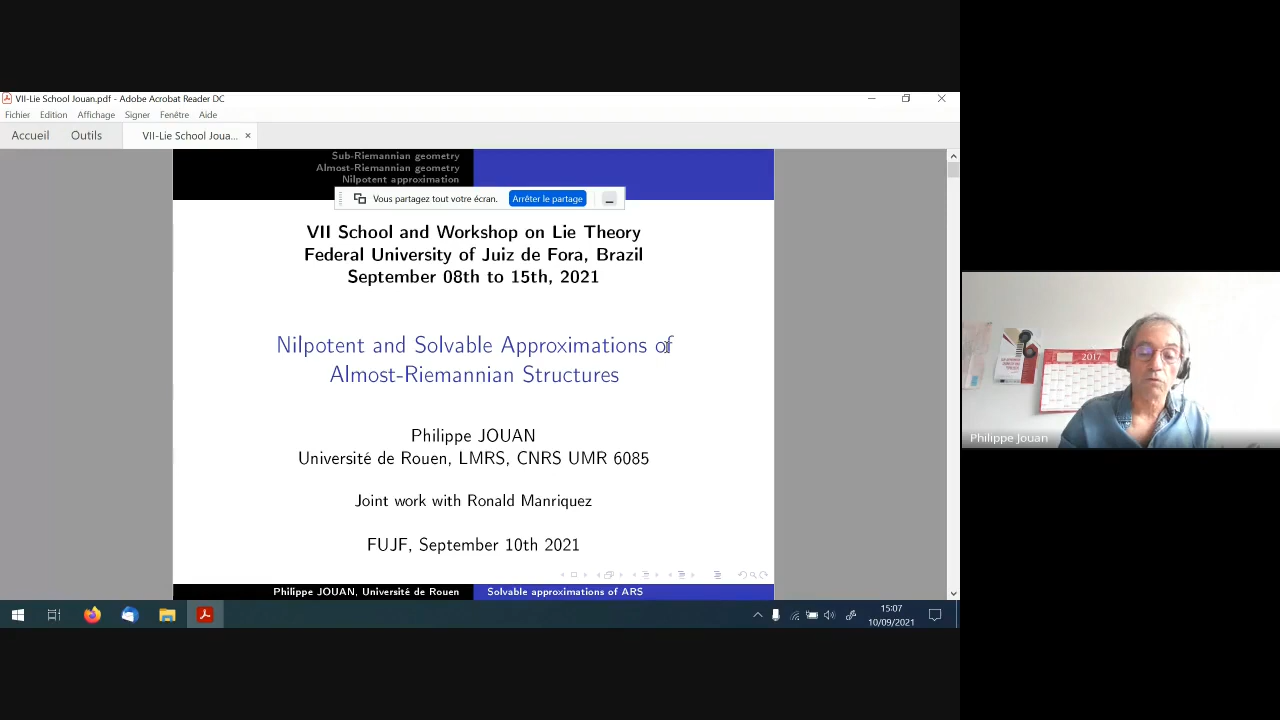 VII-Lie School Jouan.pdf - Adobe Acrobat Reader DC
Fichier Edition Affichage Signer Fenêtre Aide
Accueil Outils VII-Lie School Joua... ×
Sub-Riemannian geometry
Almost-Riemannian geometry
Nilpotent approximation
Vous partagez tout votre écran. Arrêter le partage
VII School and Workshop on Lie Theory
Federal University of Juiz de Fora, Brazil
September 08th to 15th, 2021
Nilpotent and Solvable Approximations of
Almost-Riemannian Structures
Philippe JOUAN
Université de Rouen, LMRS, CNRS UMR 6085
Joint work with Ronald Manriquez
FUJF, September 10th 2021
Philippe JOUAN, Université de Rouen Solvable approximations of ARS
15:07
10/09/2021
2017
Philippe Jouan